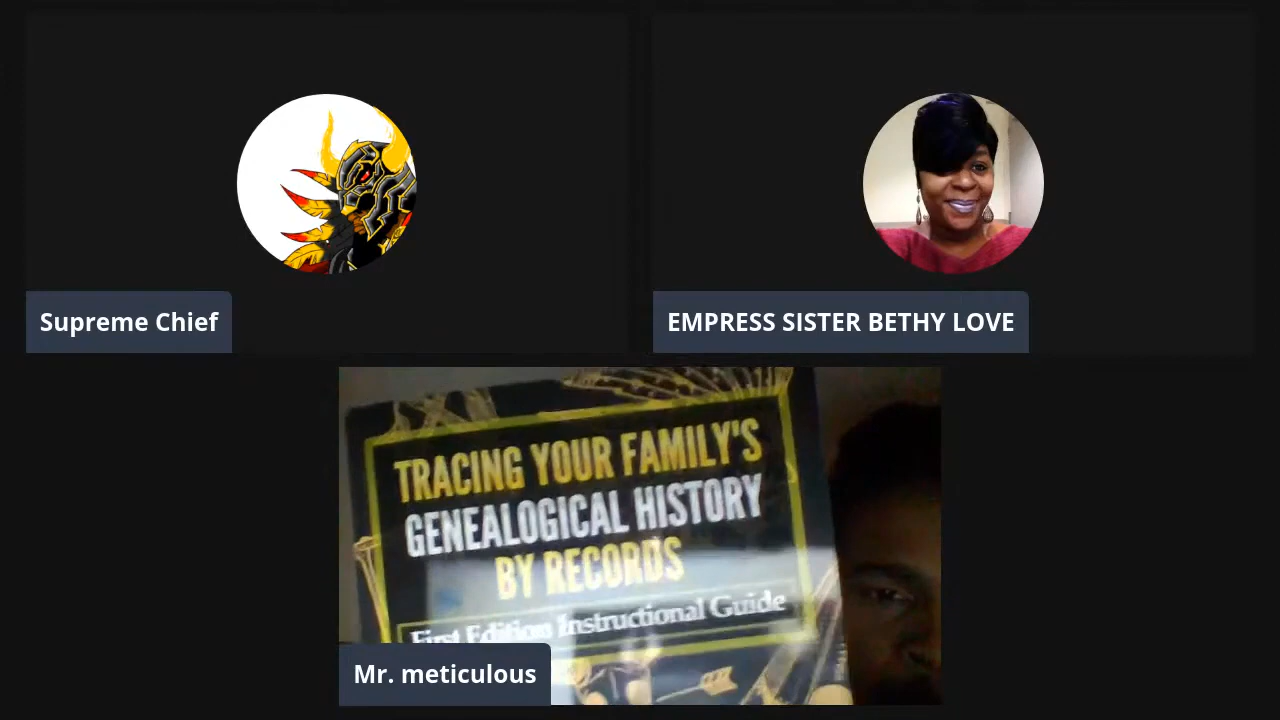 Supreme Chief
EMPRESS SISTER BETHY LOVE
TRACING YOUR FAMILY'S
GENEALOGICAL HISTORY
BY RECORDS
First Edition Instructional Guide
Mr. meticulous